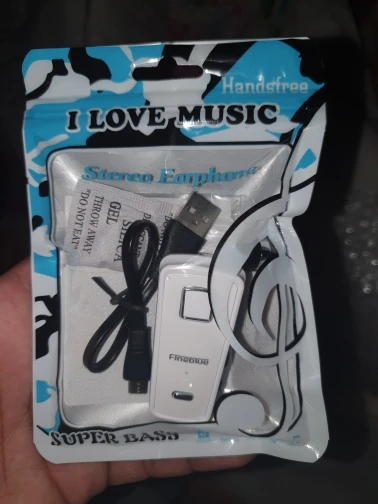 Handsfree
I LOVE MUSIC
Stereo Earphone
"DO NOT EAT"
THROW AWAY
SILICA
GEL
Fineblue
SUPER BASS